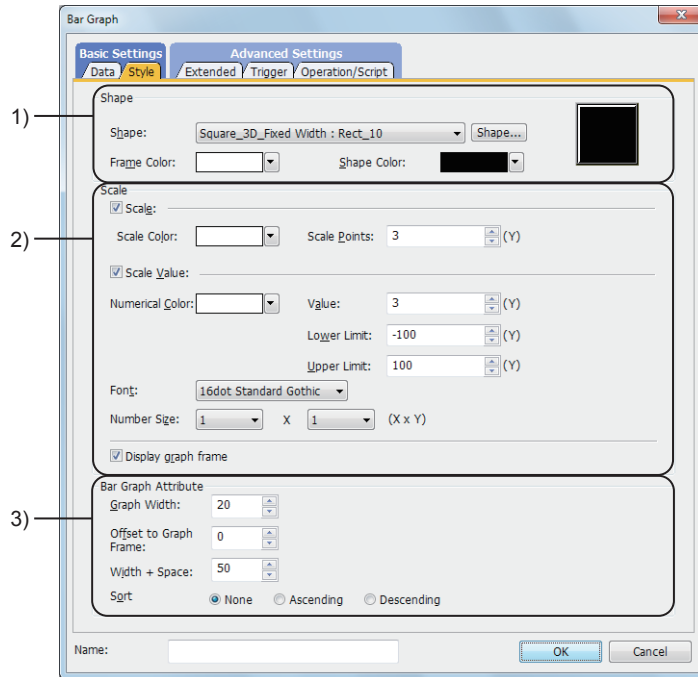 Bar Graph
x
Basic Settings Advanced Settings
Data Style Extended Trigger Operation/Script
1)
Shape
Shape: Square_3D_Fixed Width : Rect_10 Shape...
Frame Color: Shape Color:
2)
Scale
Scale:
Scale Color: Scale Points: 3 (Y)
Scale Value:
Numerical Color: Value: 3 (Y)
Lower Limit: -100 (Y)
Upper Limit: 100 (Y)
Font: 16dot Standard Gothic
Number Size: 1 X 1 (X x Y)
Display graph frame
3)
Bar Graph Attribute
Graph Width: 20
Offset to Graph
Frame: 0
Width + Space: 50
Sort None Ascending Descending
Name: OK Cancel